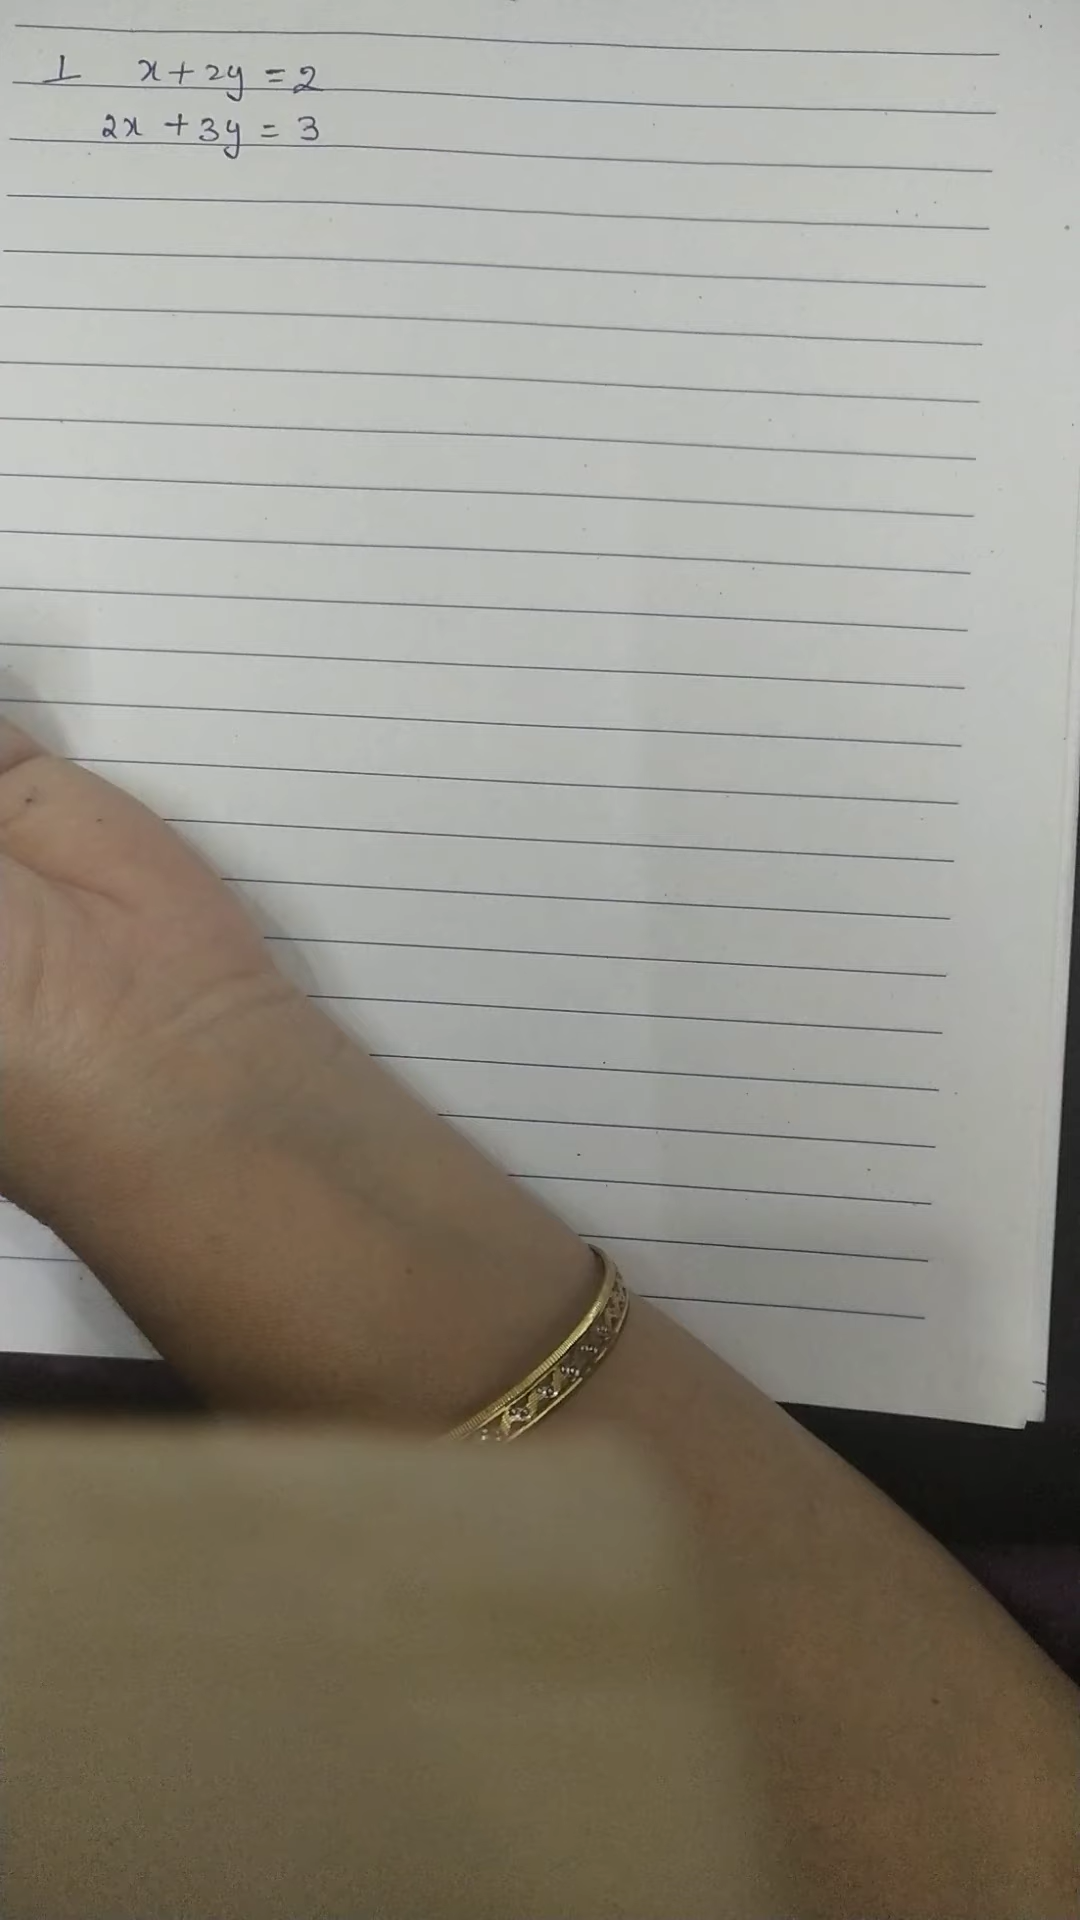 1 x + 2y = 2
2x + 3y = 3